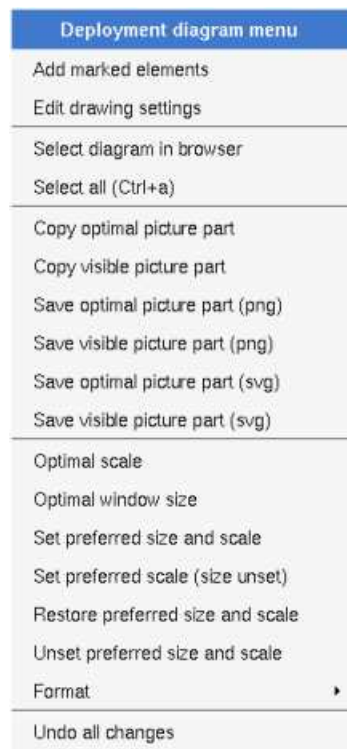 Deployment diagram menu
Add marked elements
Edit drawing settings
Select diagram in browser
Select all (Ctrl+a)
Copy optimal picture part
Copy visible picture part
Save optimal picture part (png)
Save visible picture part (png)
Save optimal picture part (svg)
Save visible picture part (svg)
Optimal scale
Optimal window size
Set preferred size and scale
Set preferred scale (size unset)
Restore preferred size and scale
Unset preferred size and scale
Format
Undo all changes